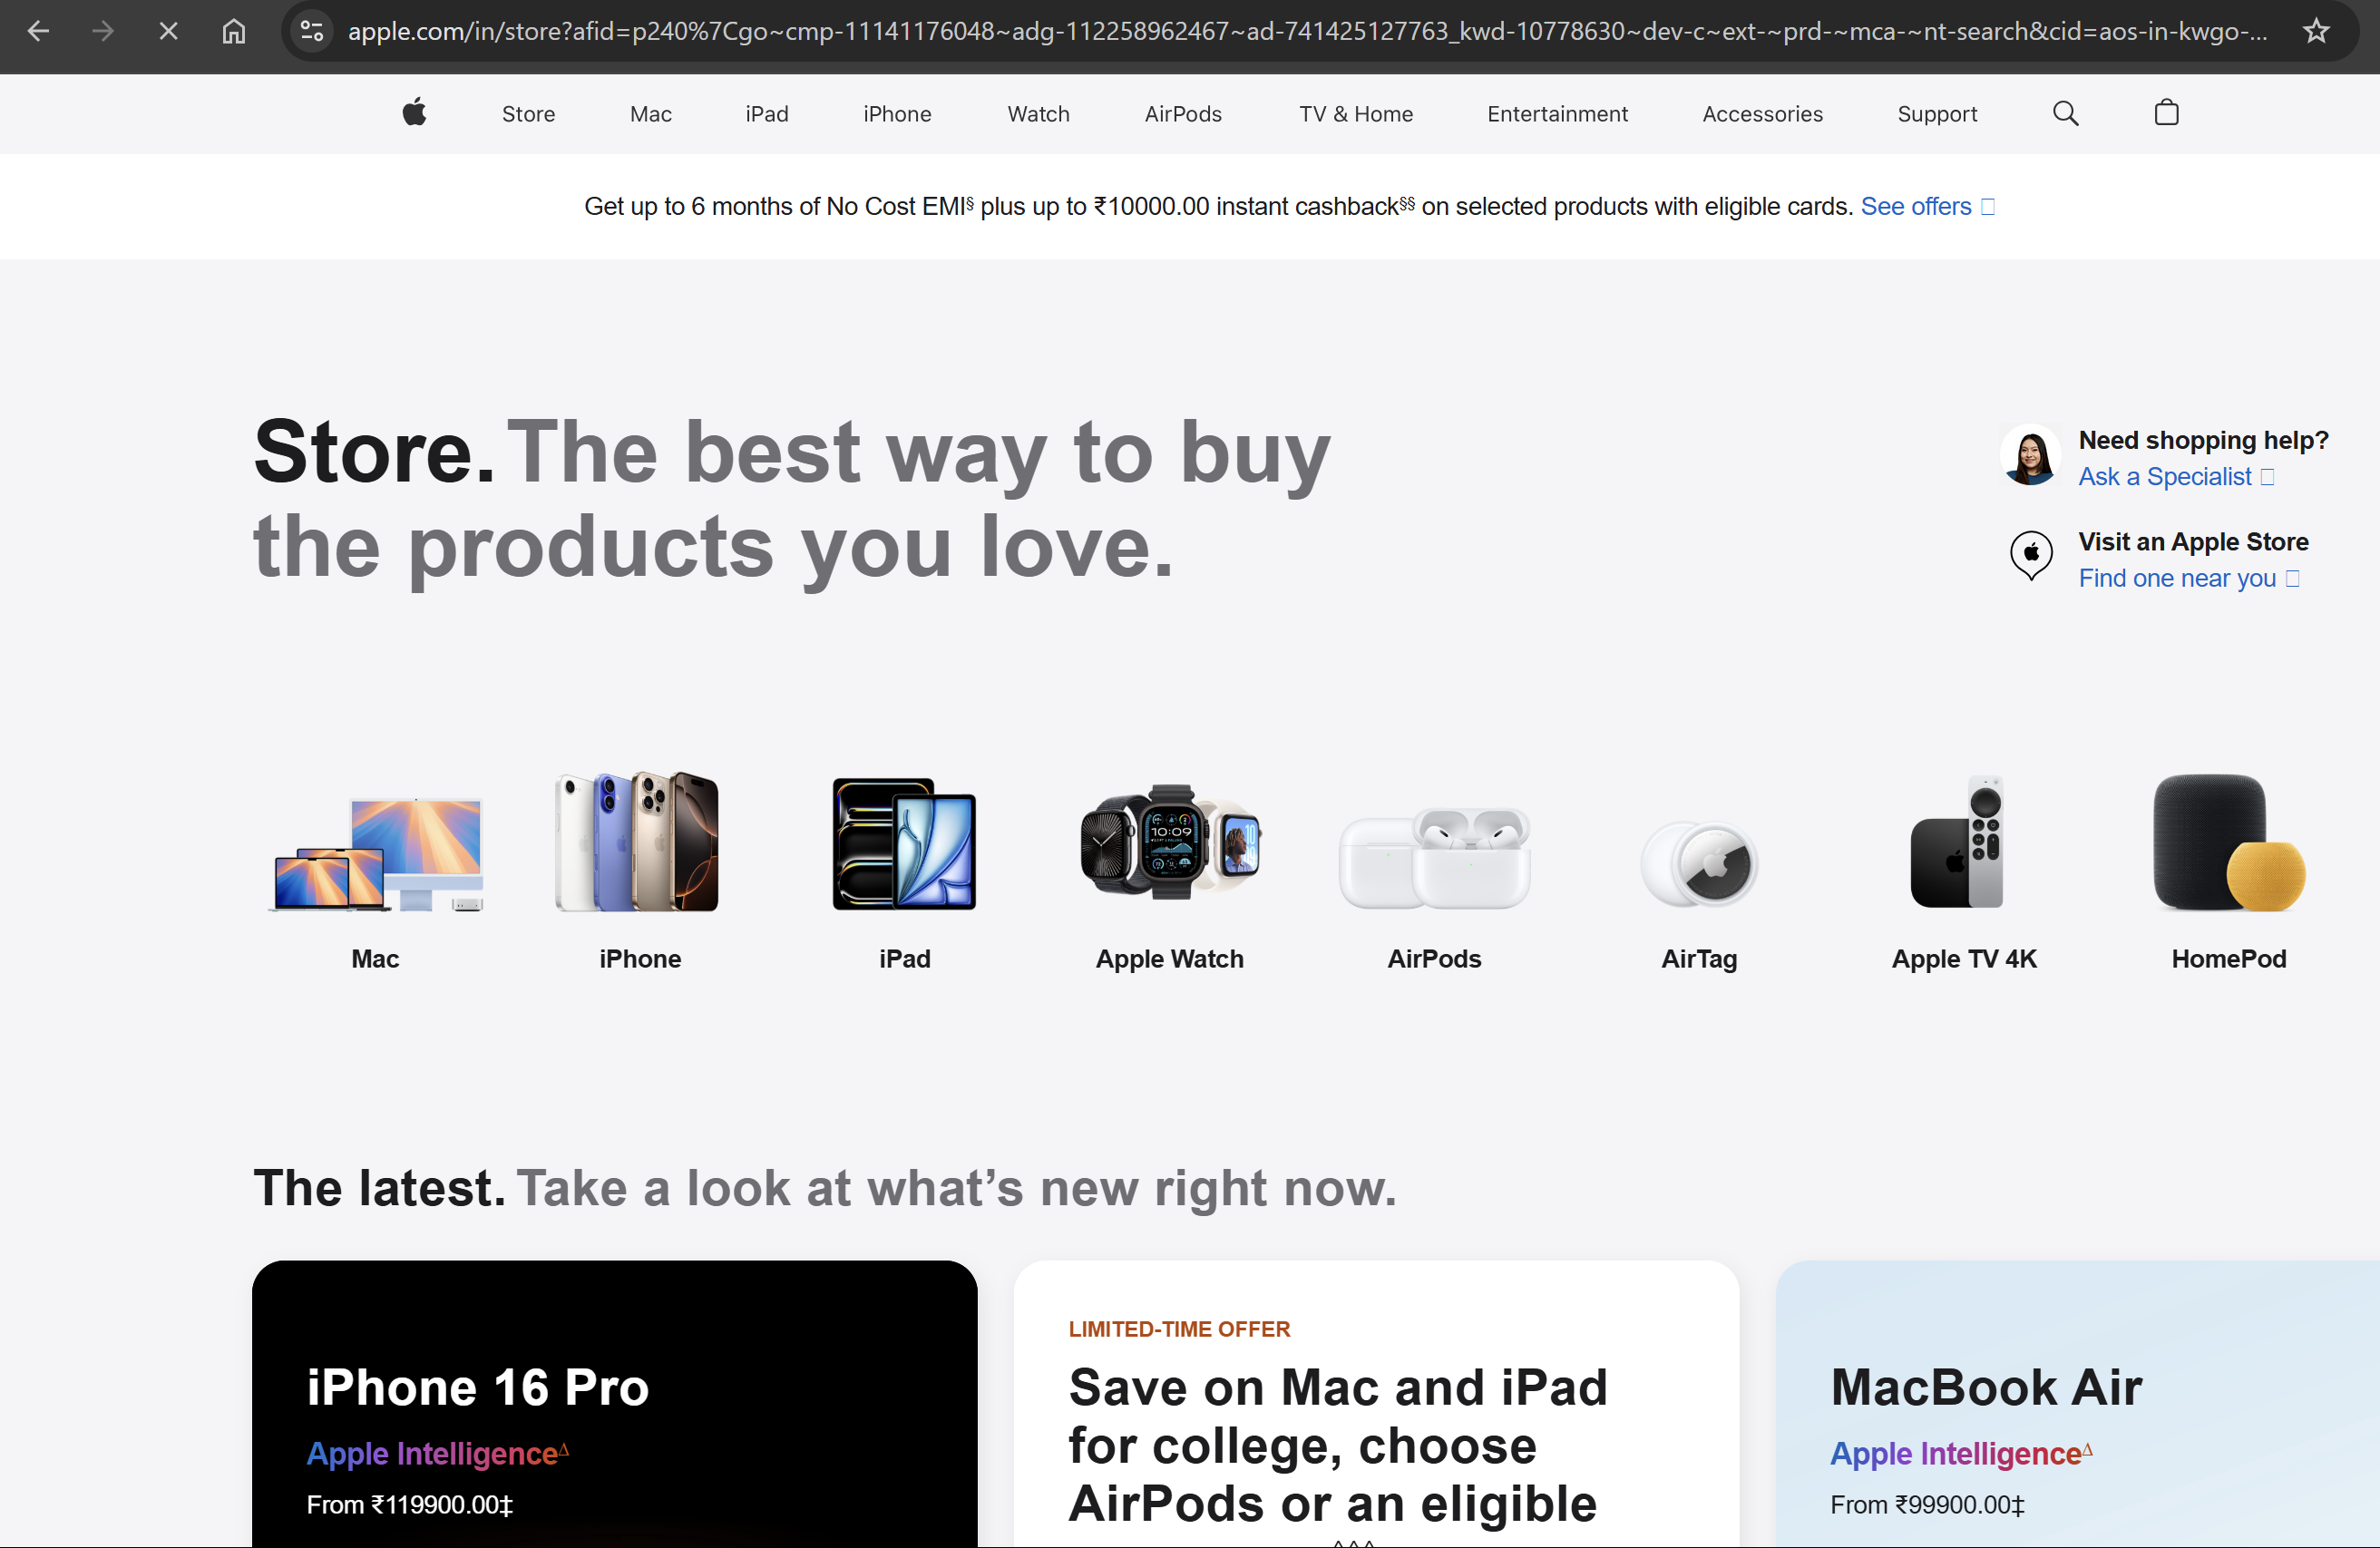 apple.com/in/store?afid=p240%7Cgo~cmp-11141176048~adg-112258962467~ad-741425127763_kwd-10778630~dev-c~ext-~prd-~mca-~nt-search&cid=aos-in-kwgo-...
Store Mac iPad iPhone Watch AirPods TV & Home Entertainment Accessories Support
Get up to 6 months of No Cost EMI§ plus up to ₹10000.00 instant cashback§§ on selected products with eligible cards. See offers
Store. The best way to buy
the products you love.
Need shopping help?
Ask a Specialist
Visit an Apple Store
Find one near you
10:09
Mac iPhone iPad Apple Watch AirPods AirTag Apple TV 4K HomePod
The latest. Take a look at what’s new right now.
iPhone 16 Pro
Apple Intelligence∆
From ₹119900.00‡
LIMITED-TIME OFFER
Save on Mac and iPad
for college, choose
AirPods or an eligible
MacBook Air
Apple Intelligence∆
From ₹99900.00‡